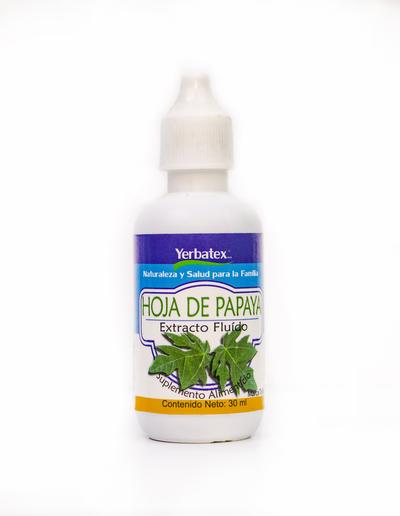 Yerbatex
Naturaleza y Salud para la Familia
HOJA DE PAPAYA
Extracto Fluído
Suplemento Alimenticio
Contenido Neto: 30 ml